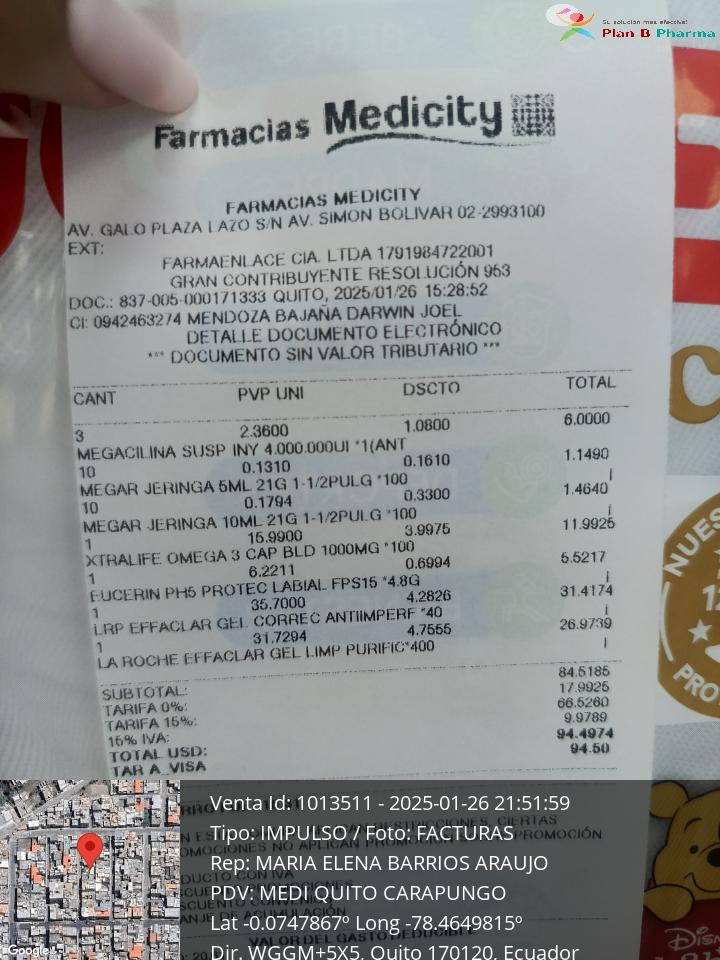 Su solución mas efectiva!
Plan B Pharma
Farmacias Medicity
FARMACIAS MEDICITY
AV. GALO PLAZA LAZO S/N AV. SIMON BOLIVAR 02-2993100
EXT:
FARMAENLACE CIA. LTDA 1791984722001
GRAN CONTRIBUYENTE RESOLUCIÓN 953
DOC.: 837-005-000171333 QUITO, 2025/01/26 15:28:52
CI: 0942463274 MENDOZA BAJAÑA DARWIN JOEL
DETALLE DOCUMENTO ELECTRÓNICO
*** DOCUMENTO SIN VALOR TRIBUTARIO ***
CANT PVP UNI DSCTO TOTAL
3 2.3600 1.0800 6.0000
MEGACILINA SUSP INY 4.000.000UI *1(ANT
10 0.1310 0.1610 1.1490
MEGAR JERINGA 5ML 21G 1-1/2PULG *100 I
10 0.1794 0.3300 1.4640
MEGAR JERINGA 10ML 21G 1-1/2PULG *100 I
1 15.9900 3.9975 11.9925
XTRALIFE OMEGA 3 CAP BLD 1000MG *100
1 6.2211 0.6994 5.5217
EUCERIN PH5 PROTEC LABIAL FPS15 *4.8G I
1 35.7000 4.2826 31.4174
LRP EFFACLAR GEL CORREC ANTIIMPERF *40 I
1 31.7294 4.7555 26.9739
LA ROCHE EFFACLAR GEL LIMP PURIFIC*400 I
SUBTOTAL: 84.5185
TARIFA 0%: 17.9925
TARIFA 15%: 66.5260
15% IVA: 9.9789
TOTAL USD: 94.4974
TAR A_VISA 94.50
Venta Id: 1013511 - 2025-01-26 21:51:59
Tipo: IMPULSO / Foto: FACTURAS
Rep: MARIA ELENA BARRIOS ARAUJO
PDV: MEDI QUITO CARAPUNGO
Lat -0.0747867º Long -78.4649815º
Dir. WGGM+5X5, Quito 170120, Ecuador
Google
NUES
PRO
Disn